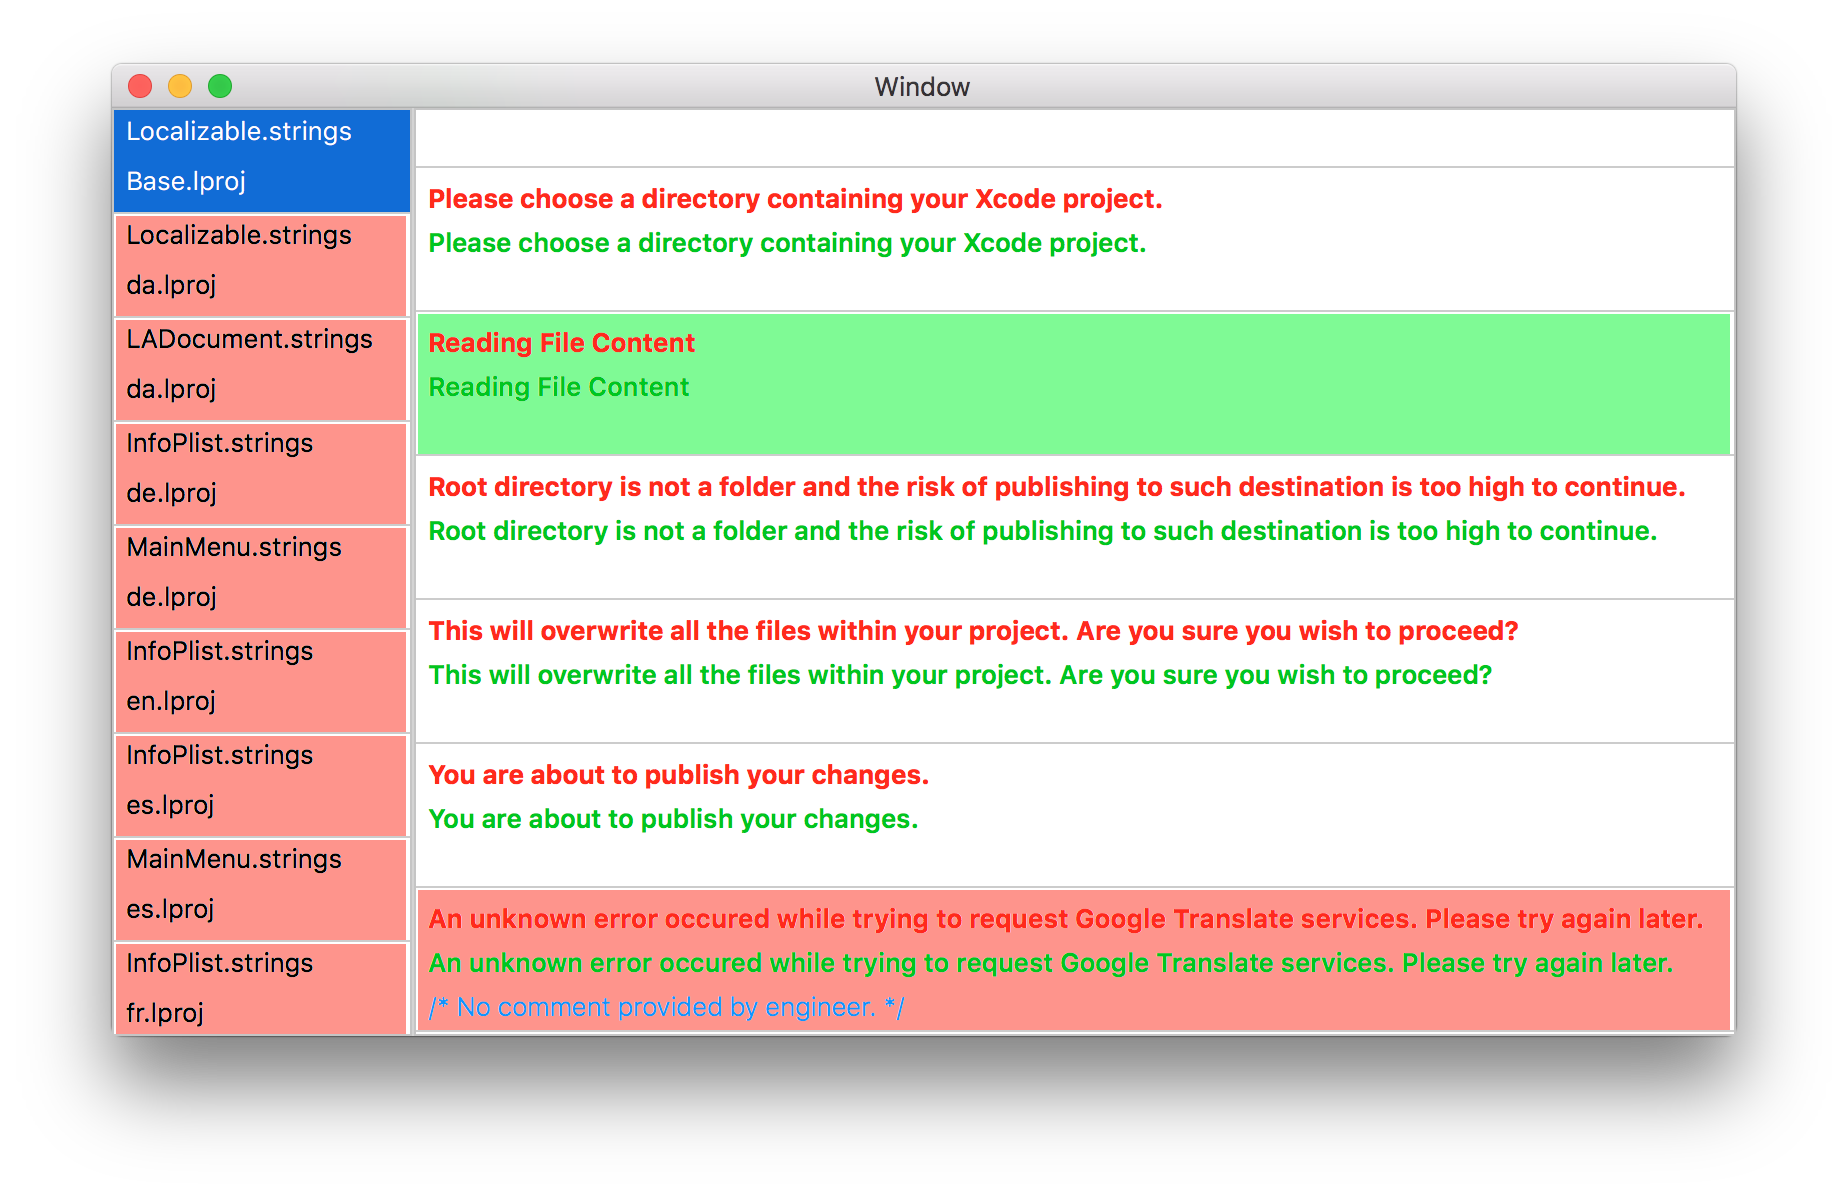 Window
Localizable.strings
Base.lproj
Localizable.strings
da.lproj
LADocument.strings
da.lproj
InfoPlist.strings
de.lproj
MainMenu.strings
de.lproj
InfoPlist.strings
en.lproj
InfoPlist.strings
es.lproj
MainMenu.strings
es.lproj
InfoPlist.strings
fr.lproj
Please choose a directory containing your Xcode project.
Please choose a directory containing your Xcode project.
Reading File Content
Reading File Content
Root directory is not a folder and the risk of publishing to such destination is too high to continue.
Root directory is not a folder and the risk of publishing to such destination is too high to continue.
This will overwrite all the files within your project. Are you sure you wish to proceed?
This will overwrite all the files within your project. Are you sure you wish to proceed?
You are about to publish your changes.
You are about to publish your changes.
An unknown error occured while trying to request Google Translate services. Please try again later.
An unknown error occured while trying to request Google Translate services. Please try again later.
/* No comment provided by engineer. */